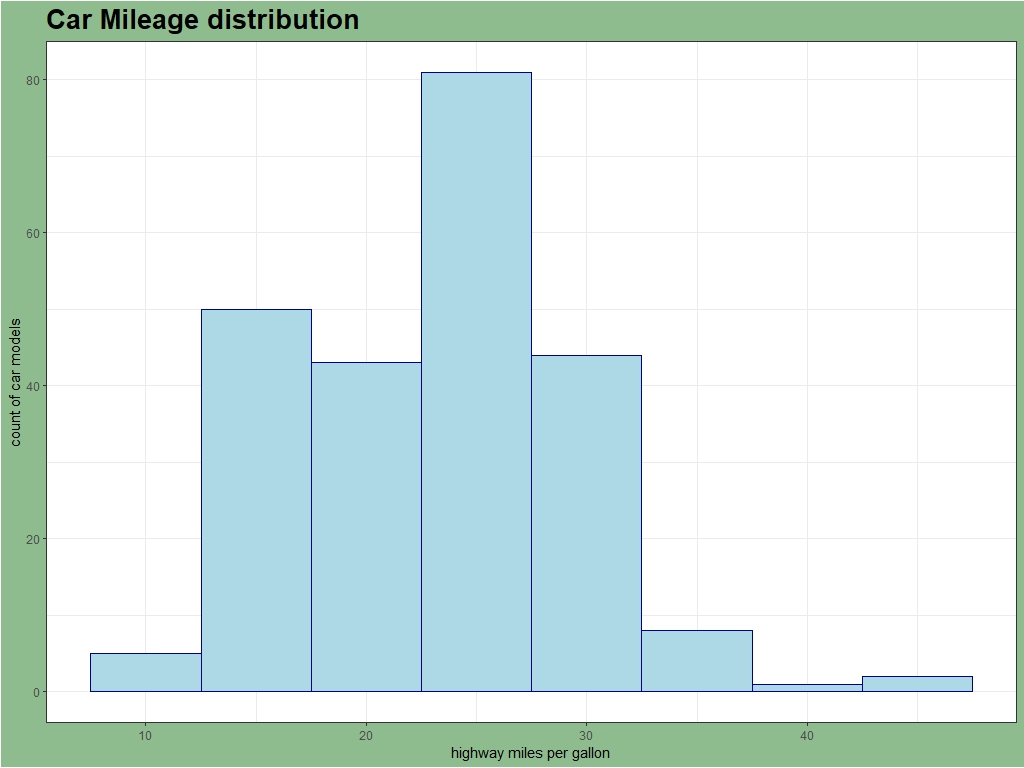 Car Mileage distribution
count of car models
80
60
40
20
0
10 20 30 40
highway miles per gallon